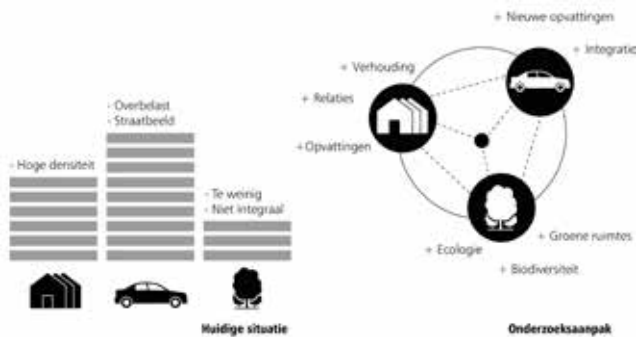 - Hoge densiteit
- Overbelast
- Straatbeeld
- Te weinig
- Niet integraal
Huidige situatie
+ Nieuwe opvattingen
+ Integratie
+ Verhouding
+ Relaties
+Opvattingen
+ Groene ruimtes
+ Ecologie
+ Biodiversiteit
Onderzoeksaanpak